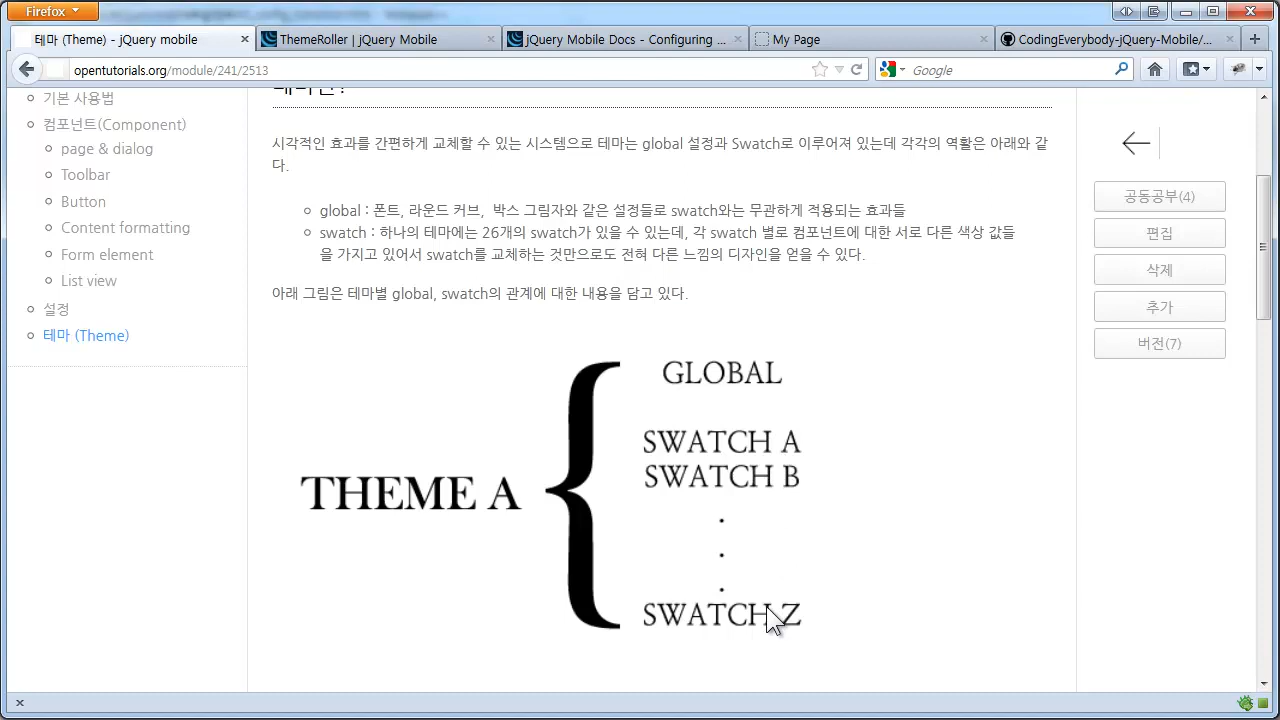 Firefox
테마 (Theme) - jQuery mobile
ThemeRoller | jQuery Mobile
jQuery Mobile Docs - Configuring ...
My Page
CodingEverybody-jQuery-Mobile/...
opentutorials.org/module/241/2513
Google
기본 사용법
컴포넌트(Component)
page & dialog
Toolbar
Button
Content formatting
Form element
List view
설정
테마 (Theme)
시각적인 효과를 간편하게 교체할 수 있는 시스템으로 테마는 global 설정과 Swatch로 이루어져 있는데 각각의 역활은 아래와 같
다.
global : 폰트, 라운드 커브, 박스 그림자와 같은 설정들로 swatch와는 무관하게 적용되는 효과들
swatch : 하나의 테마에는 26개의 swatch가 있을 수 있는데, 각 swatch 별로 컴포넌트에 대한 서로 다른 색상 값들
을 가지고 있어서 swatch를 교체하는 것만으로도 전혀 다른 느낌의 디자인을 얻을 수 있다.
아래 그림은 테마별 global, swatch의 관계에 대한 내용을 담고 있다.
THEME A
GLOBAL
SWATCH A
SWATCH B
.
.
.
SWATCH Z
공동공부(4)
편집
삭제
추가
버전(7)